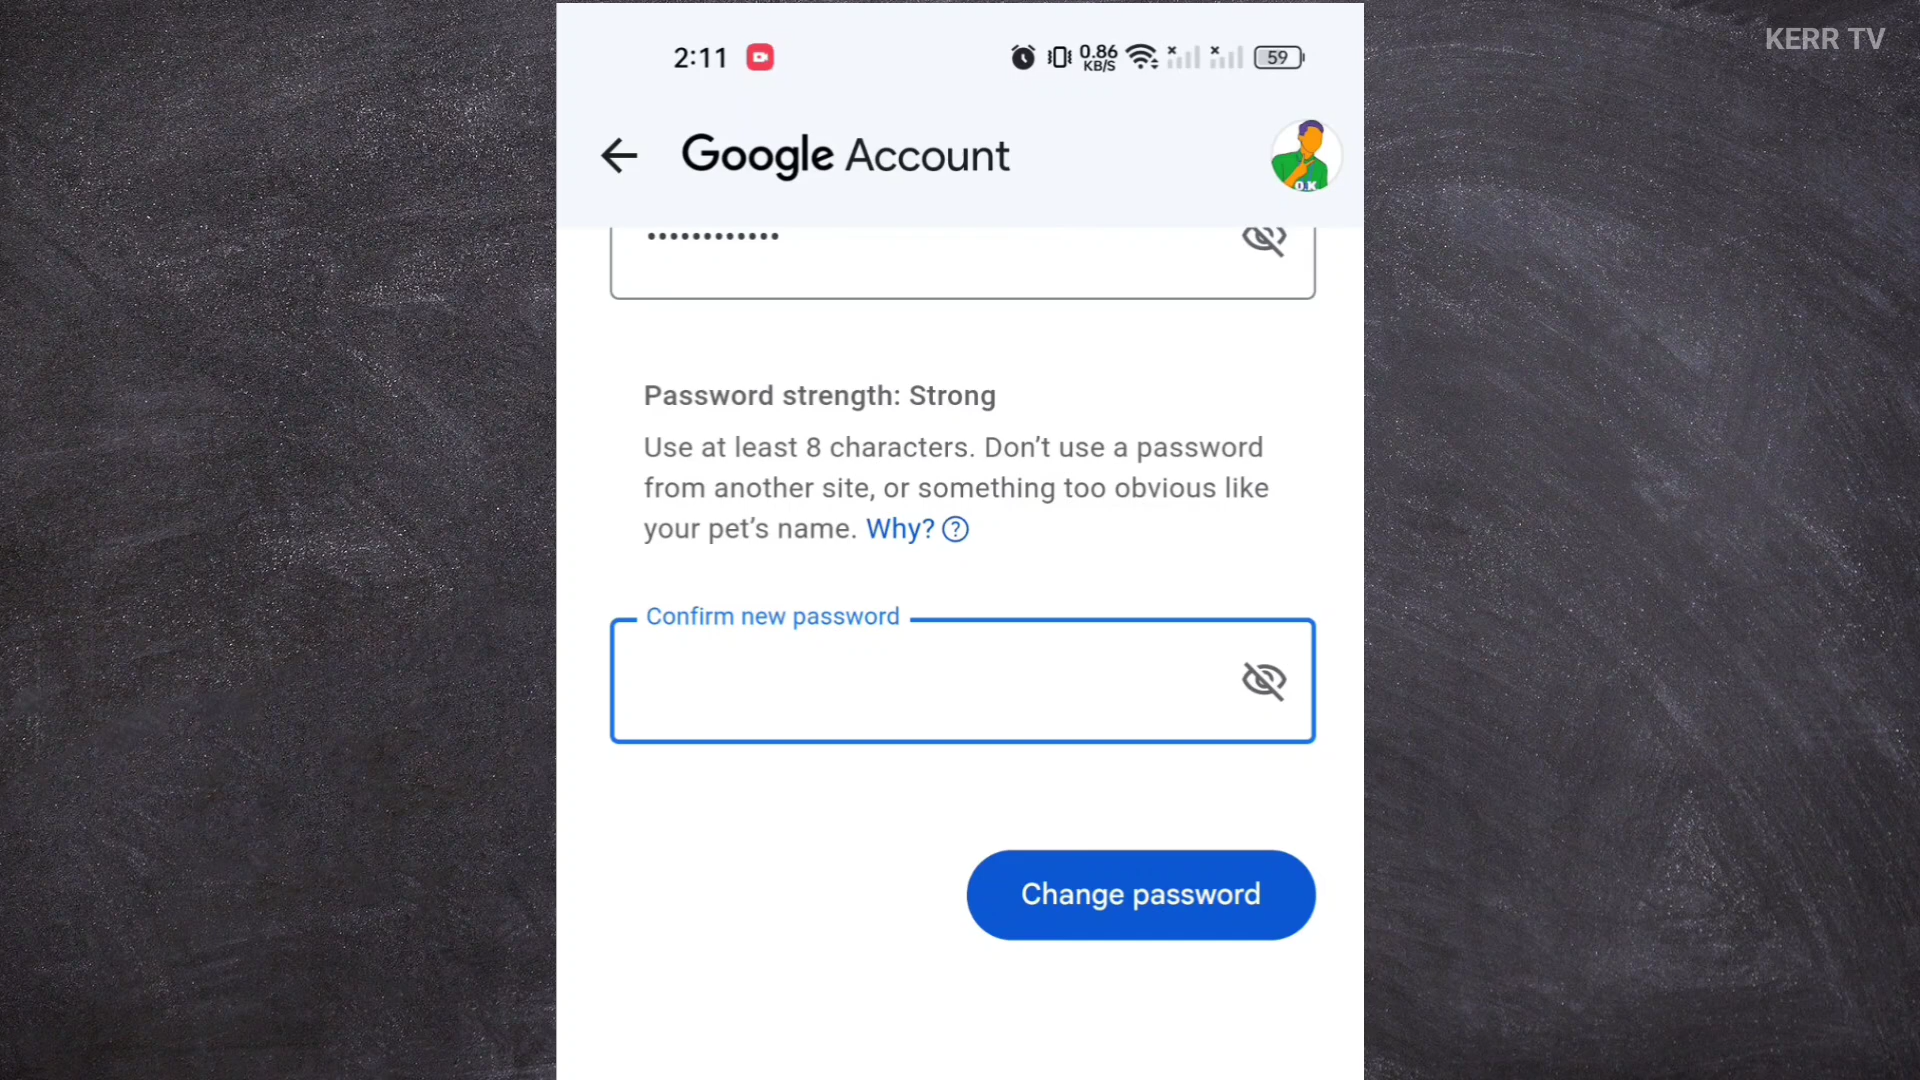 KERR TV
2:11 0.86 KB/S 59
Google Account
O.K
••••••••••••
Password strength: Strong
Use at least 8 characters. Don’t use a password
from another site, or something too obvious like
your pet’s name. Why?
Confirm new password
Change password